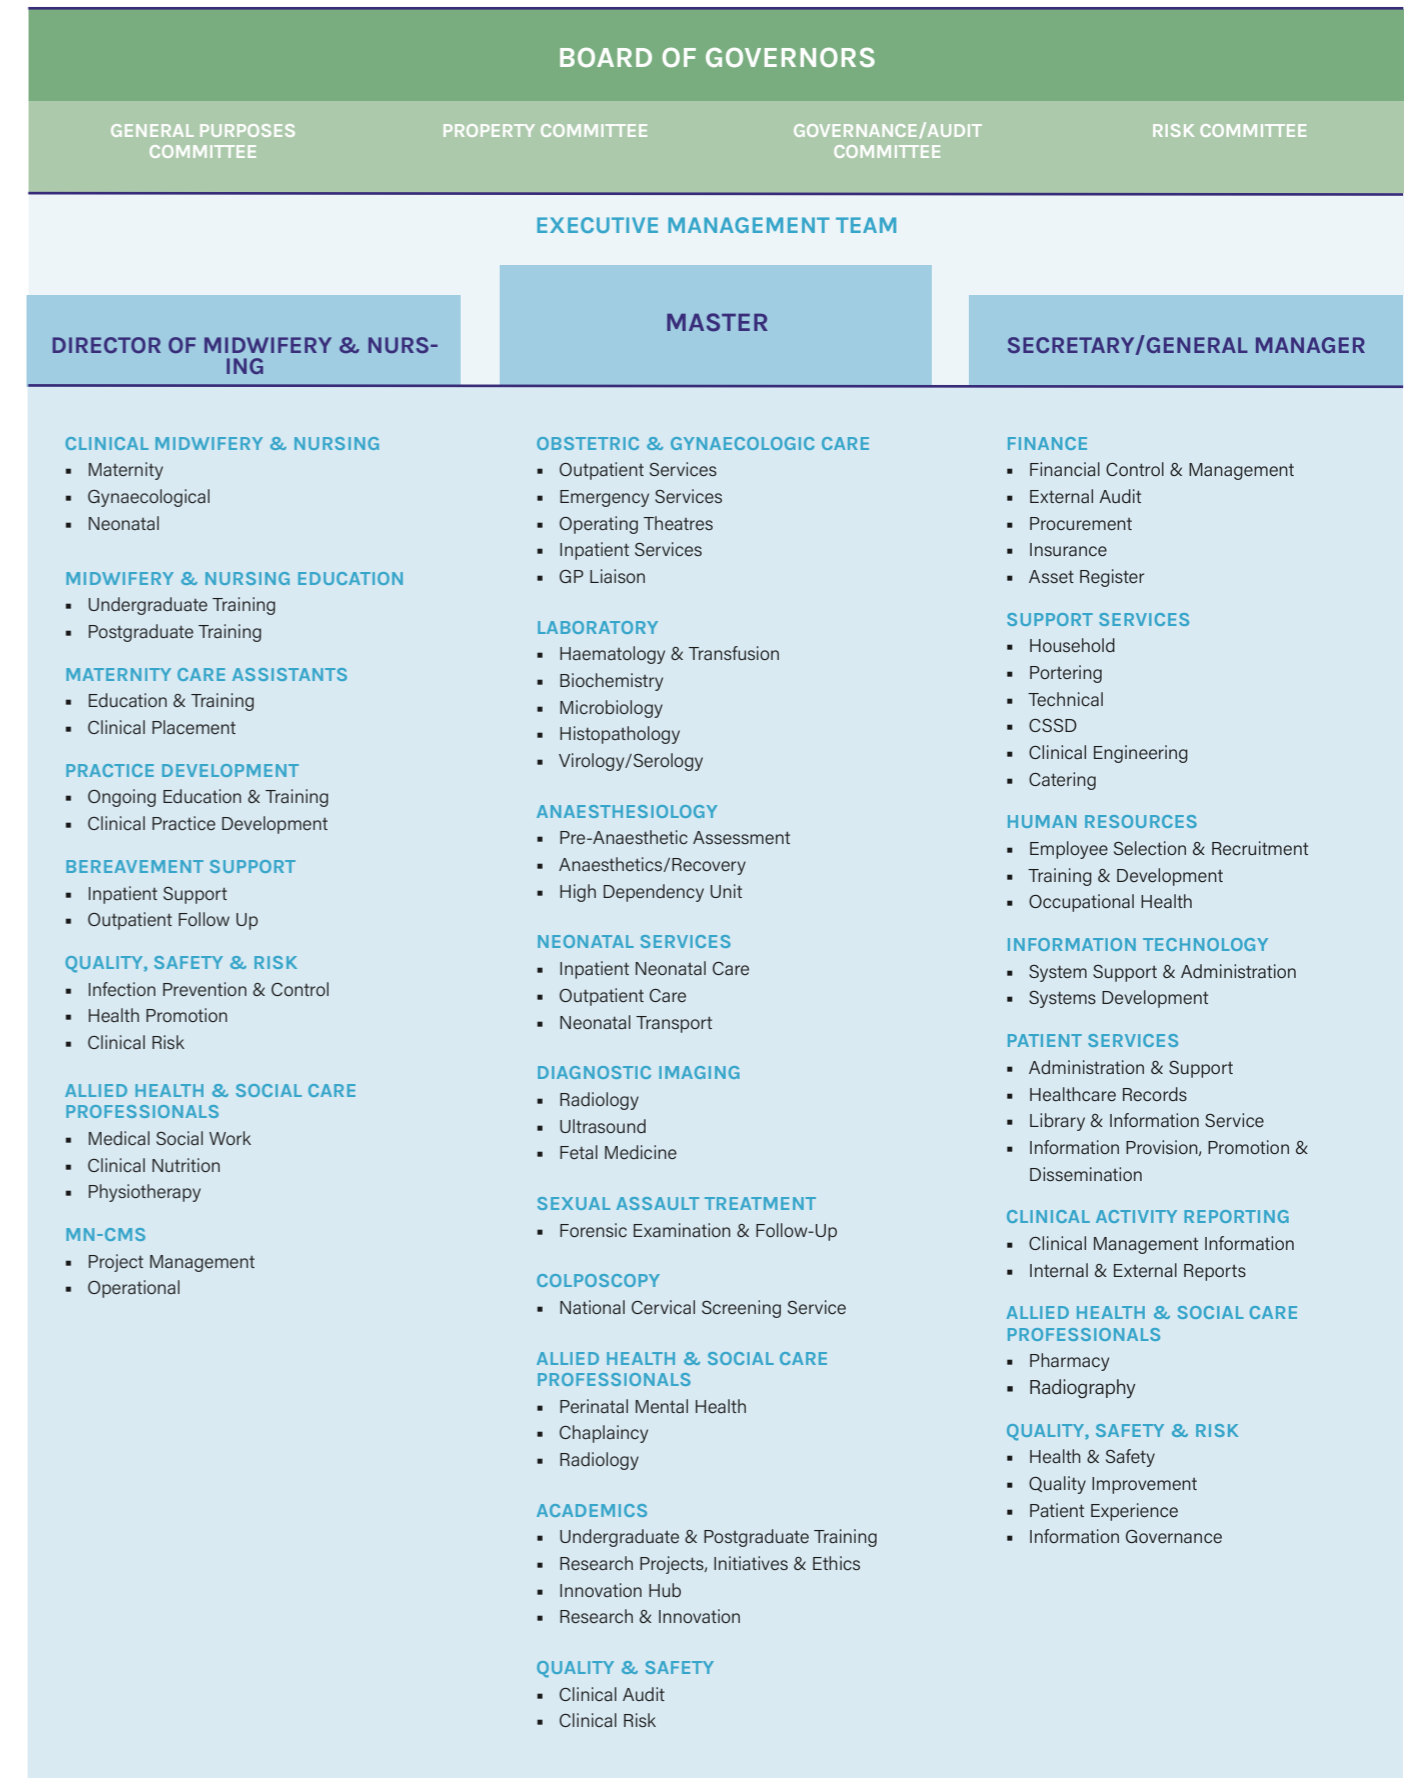 BOARD OF GOVERNORS
GENERAL PURPOSES
COMMITTEE
PROPERTY COMMITTEE
GOVERNANCE/AUDIT
COMMITTEE
RISK COMMITTEE
EXECUTIVE MANAGEMENT TEAM
DIRECTOR OF MIDWIFERY & NURS-
ING
MASTER
SECRETARY/GENERAL MANAGER
CLINICAL MIDWIFERY & NURSING
▪ Maternity
▪ Gynaecological
▪ Neonatal
MIDWIFERY & NURSING EDUCATION
▪ Undergraduate Training
▪ Postgraduate Training
MATERNITY CARE ASSISTANTS
▪ Education & Training
▪ Clinical Placement
PRACTICE DEVELOPMENT
▪ Ongoing Education & Training
▪ Clinical Practice Development
BEREAVEMENT SUPPORT
▪ Inpatient Support
▪ Outpatient Follow Up
QUALITY, SAFETY & RISK
▪ Infection Prevention & Control
▪ Health Promotion
▪ Clinical Risk
ALLIED HEALTH & SOCIAL CARE
PROFESSIONALS
▪ Medical Social Work
▪ Clinical Nutrition
▪ Physiotherapy
MN-CMS
▪ Project Management
▪ Operational
OBSTETRIC & GYNAECOLOGIC CARE
▪ Outpatient Services
▪ Emergency Services
▪ Operating Theatres
▪ Inpatient Services
▪ GP Liaison
LABORATORY
▪ Haematology & Transfusion
▪ Biochemistry
▪ Microbiology
▪ Histopathology
▪ Virology/Serology
ANAESTHESIOLOGY
▪ Pre-Anaesthetic Assessment
▪ Anaesthetics/Recovery
▪ High Dependency Unit
NEONATAL SERVICES
▪ Inpatient Neonatal Care
▪ Outpatient Care
▪ Neonatal Transport
DIAGNOSTIC IMAGING
▪ Radiology
▪ Ultrasound
▪ Fetal Medicine
SEXUAL ASSAULT TREATMENT
▪ Forensic Examination & Follow-Up
COLPOSCOPY
▪ National Cervical Screening Service
ALLIED HEALTH & SOCIAL CARE
PROFESSIONALS
▪ Perinatal Mental Health
▪ Chaplaincy
▪ Radiology
ACADEMICS
▪ Undergraduate & Postgraduate Training
▪ Research Projects, Initiatives & Ethics
▪ Innovation Hub
▪ Research & Innovation
QUALITY & SAFETY
▪ Clinical Audit
▪ Clinical Risk
FINANCE
▪ Financial Control & Management
▪ External Audit
▪ Procurement
▪ Insurance
▪ Asset Register
SUPPORT SERVICES
▪ Household
▪ Portering
▪ Technical
▪ CSSD
▪ Clinical Engineering
▪ Catering
HUMAN RESOURCES
▪ Employee Selection & Recruitment
▪ Training & Development
▪ Occupational Health
INFORMATION TECHNOLOGY
▪ System Support & Administration
▪ Systems Development
PATIENT SERVICES
▪ Administration & Support
▪ Healthcare Records
▪ Library & Information Service
▪ Information Provision, Promotion &
Dissemination
CLINICAL ACTIVITY REPORTING
▪ Clinical Management Information
▪ Internal & External Reports
ALLIED HEALTH & SOCIAL CARE
PROFESSIONALS
▪ Pharmacy
▪ Radiography
QUALITY, SAFETY & RISK
▪ Health & Safety
▪ Quality Improvement
▪ Patient Experience
▪ Information Governance